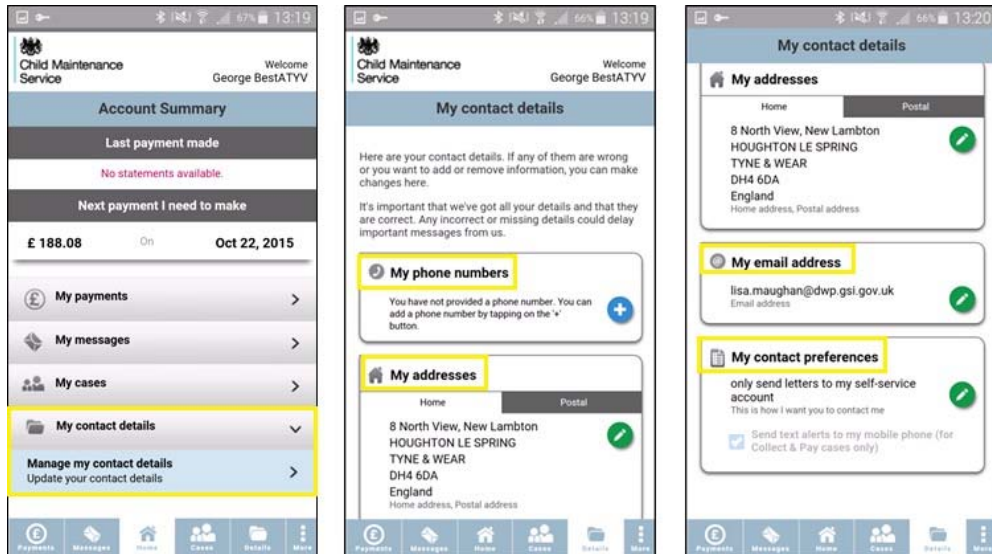 67% 13:19
Child Maintenance
Service
Welcome
George BestATYV
Account Summary
Last payment made
No statements available.
Next payment I need to make
£ 188.08 On Oct 22, 2015
My payments
My messages
My cases
My contact details
Manage my contact details
Update your contact details
Payments Messages Home Cases Details More
66% 13:19
Child Maintenance
Service
Welcome
George BestATYV
My contact details
Here are your contact details. If any of them are wrong
or you want to add or remove information, you can make
changes here.
It's important that we've got all your details and that they
are correct. Any incorrect or missing details could delay
important messages from us.
My phone numbers
You have not provided a phone number. You can
add a phone number by tapping on the '+'
button.
My addresses
Home Postal
8 North View, New Lambton
HOUGHTON LE SPRING
TYNE & WEAR
DH4 6DA
England
Home address, Postal address
Payments Messages Home Cases Details More
66% 13:20
My contact details
My addresses
Home Postal
8 North View, New Lambton
HOUGHTON LE SPRING
TYNE & WEAR
DH4 6DA
England
Home address, Postal address
My email address
lisa.maughan@dwp.gsi.gov.uk
Email address
My contact preferences
only send letters to my self-service
account
This is how I want you to contact me
Send text alerts to my mobile phone (for
Collect & Pay cases only)
Payments Messages Home Cases Details More